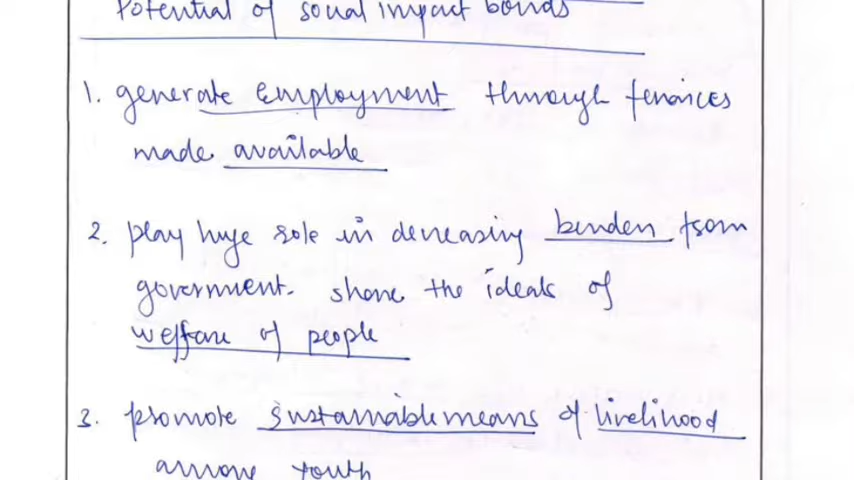 Potential of social impact bonds
1. generate employment through finances
made available
2. play huge role in decreasing burden from
government. share the ideals of
welfare of people
3. promote sustainable means of livelihood
among youth